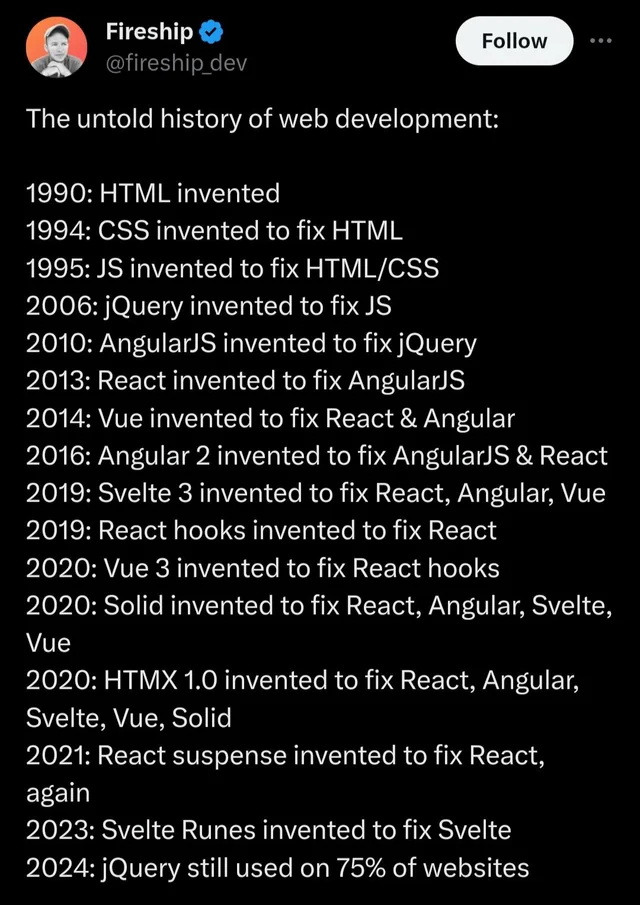 Fireship
@fireship_dev
Follow
The untold history of web development:
1990: HTML invented
1994: CSS invented to fix HTML
1995: JS invented to fix HTML/CSS
2006: jQuery invented to fix JS
2010: AngularJS invented to fix jQuery
2013: React invented to fix AngularJS
2014: Vue invented to fix React & Angular
2016: Angular 2 invented to fix AngularJS & React
2019: Svelte 3 invented to fix React, Angular, Vue
2019: React hooks invented to fix React
2020: Vue 3 invented to fix React hooks
2020: Solid invented to fix React, Angular, Svelte,
Vue
2020: HTMX 1.0 invented to fix React, Angular,
Svelte, Vue, Solid
2021: React suspense invented to fix React,
again
2023: Svelte Runes invented to fix Svelte
2024: jQuery still used on 75% of websites